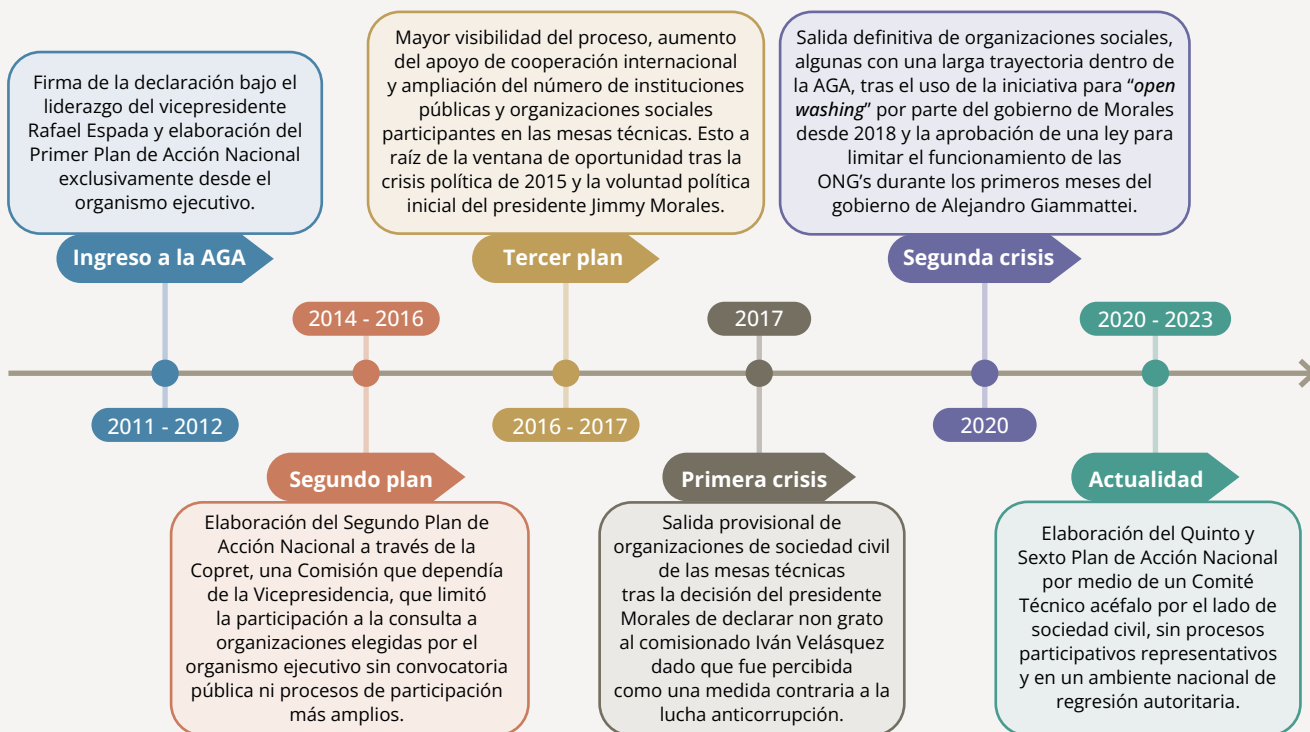 Firma de la declaración bajo el
liderazgo del vicepresidente
Rafael Espada y elaboración del
Primer Plan de Acción Nacional
exclusivamente desde el
organismo ejecutivo.
Ingreso a la AGA
2011 - 2012
2014 - 2016
Segundo plan
Elaboración del Segundo Plan de
Acción Nacional a través de la
Copret, una Comisión que dependía
de la Vicepresidencia, que limitó
la participación a la consulta a
organizaciones elegidas por el
organismo ejecutivo sin convocatoria
pública ni procesos de participación
más amplios.
Mayor visibilidad del proceso, aumento
del apoyo de cooperación internacional
y ampliación del número de instituciones
públicas y organizaciones sociales
participantes en las mesas técnicas. Esto a
raíz de la ventana de oportunidad tras la
crisis política de 2015 y la voluntad política
inicial del presidente Jimmy Morales.
Tercer plan
2016 - 2017
2017
Primera crisis
Salida provisional de
organizaciones de sociedad civil
de las mesas técnicas
tras la decisión del presidente
Morales de declarar non grato
al comisionado Iván Velásquez
dado que fue percibida
como una medida contraria a la
lucha anticorrupción.
Salida definitiva de organizaciones sociales,
algunas con una larga trayectoria dentro de
la AGA, tras el uso de la iniciativa para “open
washing” por parte del gobierno de Morales
desde 2018 y la aprobación de una ley para
limitar el funcionamiento de las
ONG’s durante los primeros meses del
gobierno de Alejandro Giammattei.
Segunda crisis
2020
2020 - 2023
Actualidad
Elaboración del Quinto y
Sexto Plan de Acción Nacional
por medio de un Comité
Técnico acéfalo por el lado de
sociedad civil, sin procesos
participativos representativos
y en un ambiente nacional de
regresión autoritaria.